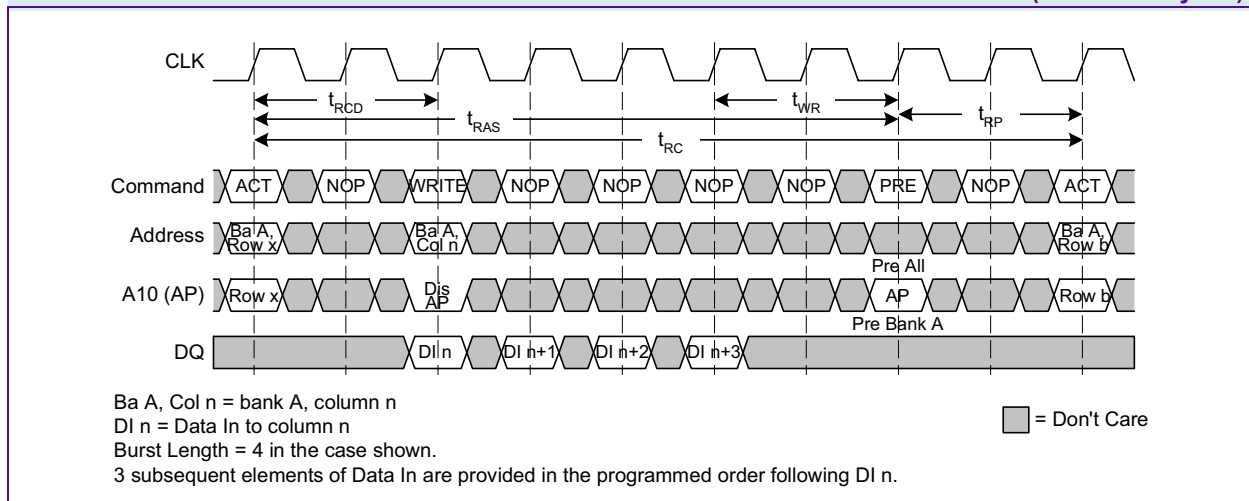 CLK
tRCD
tWR
tRAS
tRP
tRC
Command ACT NOP WRITE NOP NOP NOP NOP PRE NOP ACT
Address Ba A, Row x Ba A, Col n Ba A, Row b
Pre All
A10 (AP) Row x Dis AP AP Row b
Pre Bank A
DQ DI n DI n+1 DI n+2 DI n+3
Ba A, Col n = bank A, column n
DI n = Data In to column n
Burst Length = 4 in the case shown.
3 subsequent elements of Data In are provided in the programmed order following DI n.
= Don't Care